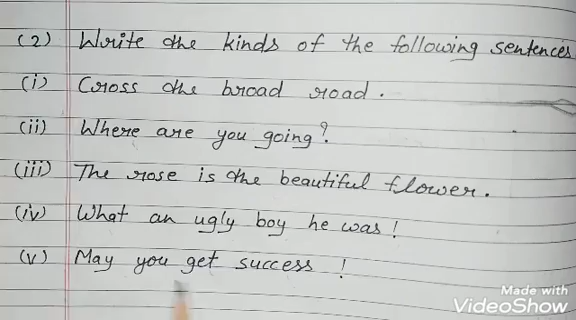 (2) Write the kinds of the following sentences
(i) Cross the broad road.
(ii) Where are you going?
(iii) The rose is the beautiful flower.
(iv) What an ugly boy he was!
(v) May you get success!
Made with
VideoShow